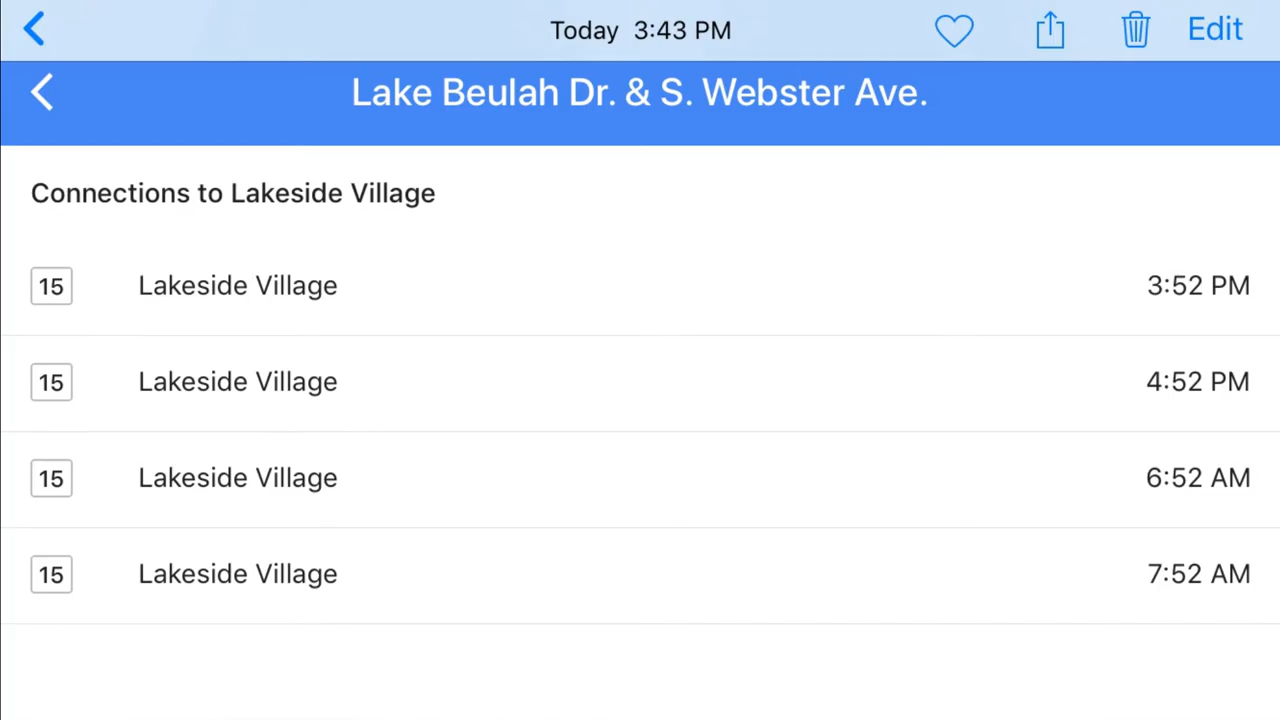 Today 3:43 PM
Edit
Lake Beulah Dr. & S. Webster Ave.
Connections to Lakeside Village
15 Lakeside Village 3:52 PM
15 Lakeside Village 4:52 PM
15 Lakeside Village 6:52 AM
15 Lakeside Village 7:52 AM